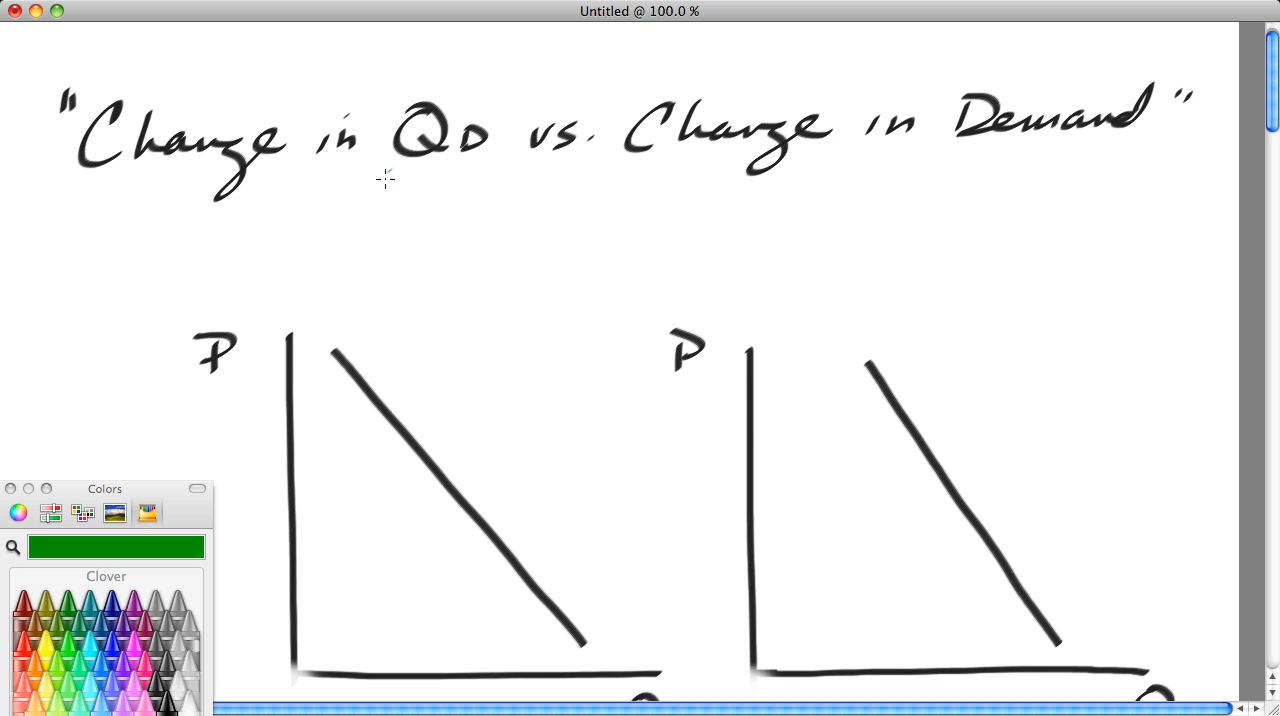 Untitled @ 100.0 %
"Change in QD vs. Change in Demand"
P P
Colors
Clover